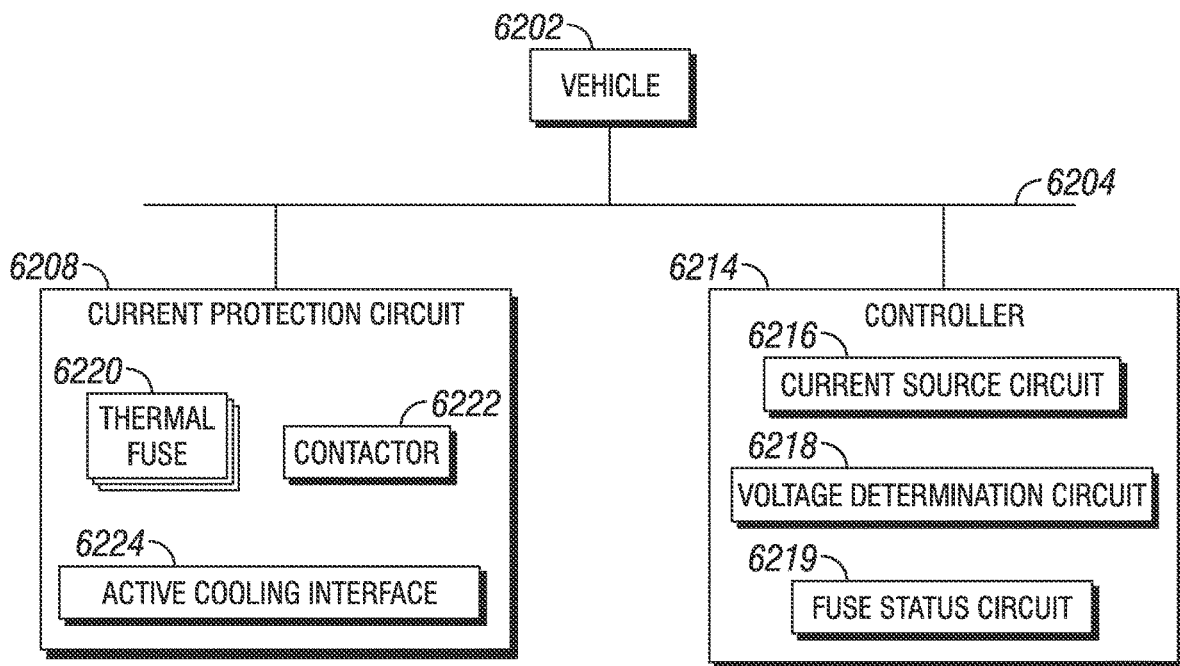 6202
VEHICLE
6204
6208
CURRENT PROTECTION CIRCUIT
6220
THERMAL
FUSE
6222
CONTACTOR
6224
ACTIVE COOLING INTERFACE
6214
CONTROLLER
6216
CURRENT SOURCE CIRCUIT
6218
VOLTAGE DETERMINATION CIRCUIT
6219
FUSE STATUS CIRCUIT